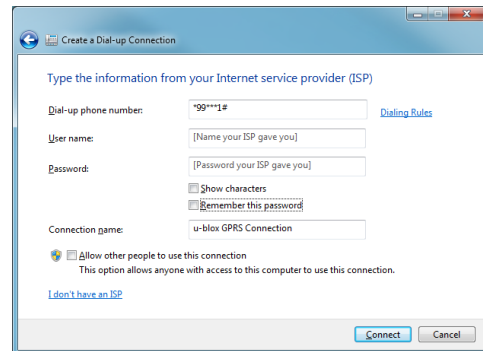 Create a Dial-up Connection
Type the information from your Internet service provider (ISP)
Dial-up phone number: *99***1# Dialing Rules
User name: [Name your ISP gave you]
Password: [Password your ISP gave you]
Show characters
Remember this password
Connection name: u-blox GPRS Connection
Allow other people to use this connection
This option allows anyone with access to this computer to use this connection.
I don't have an ISP
Connect Cancel